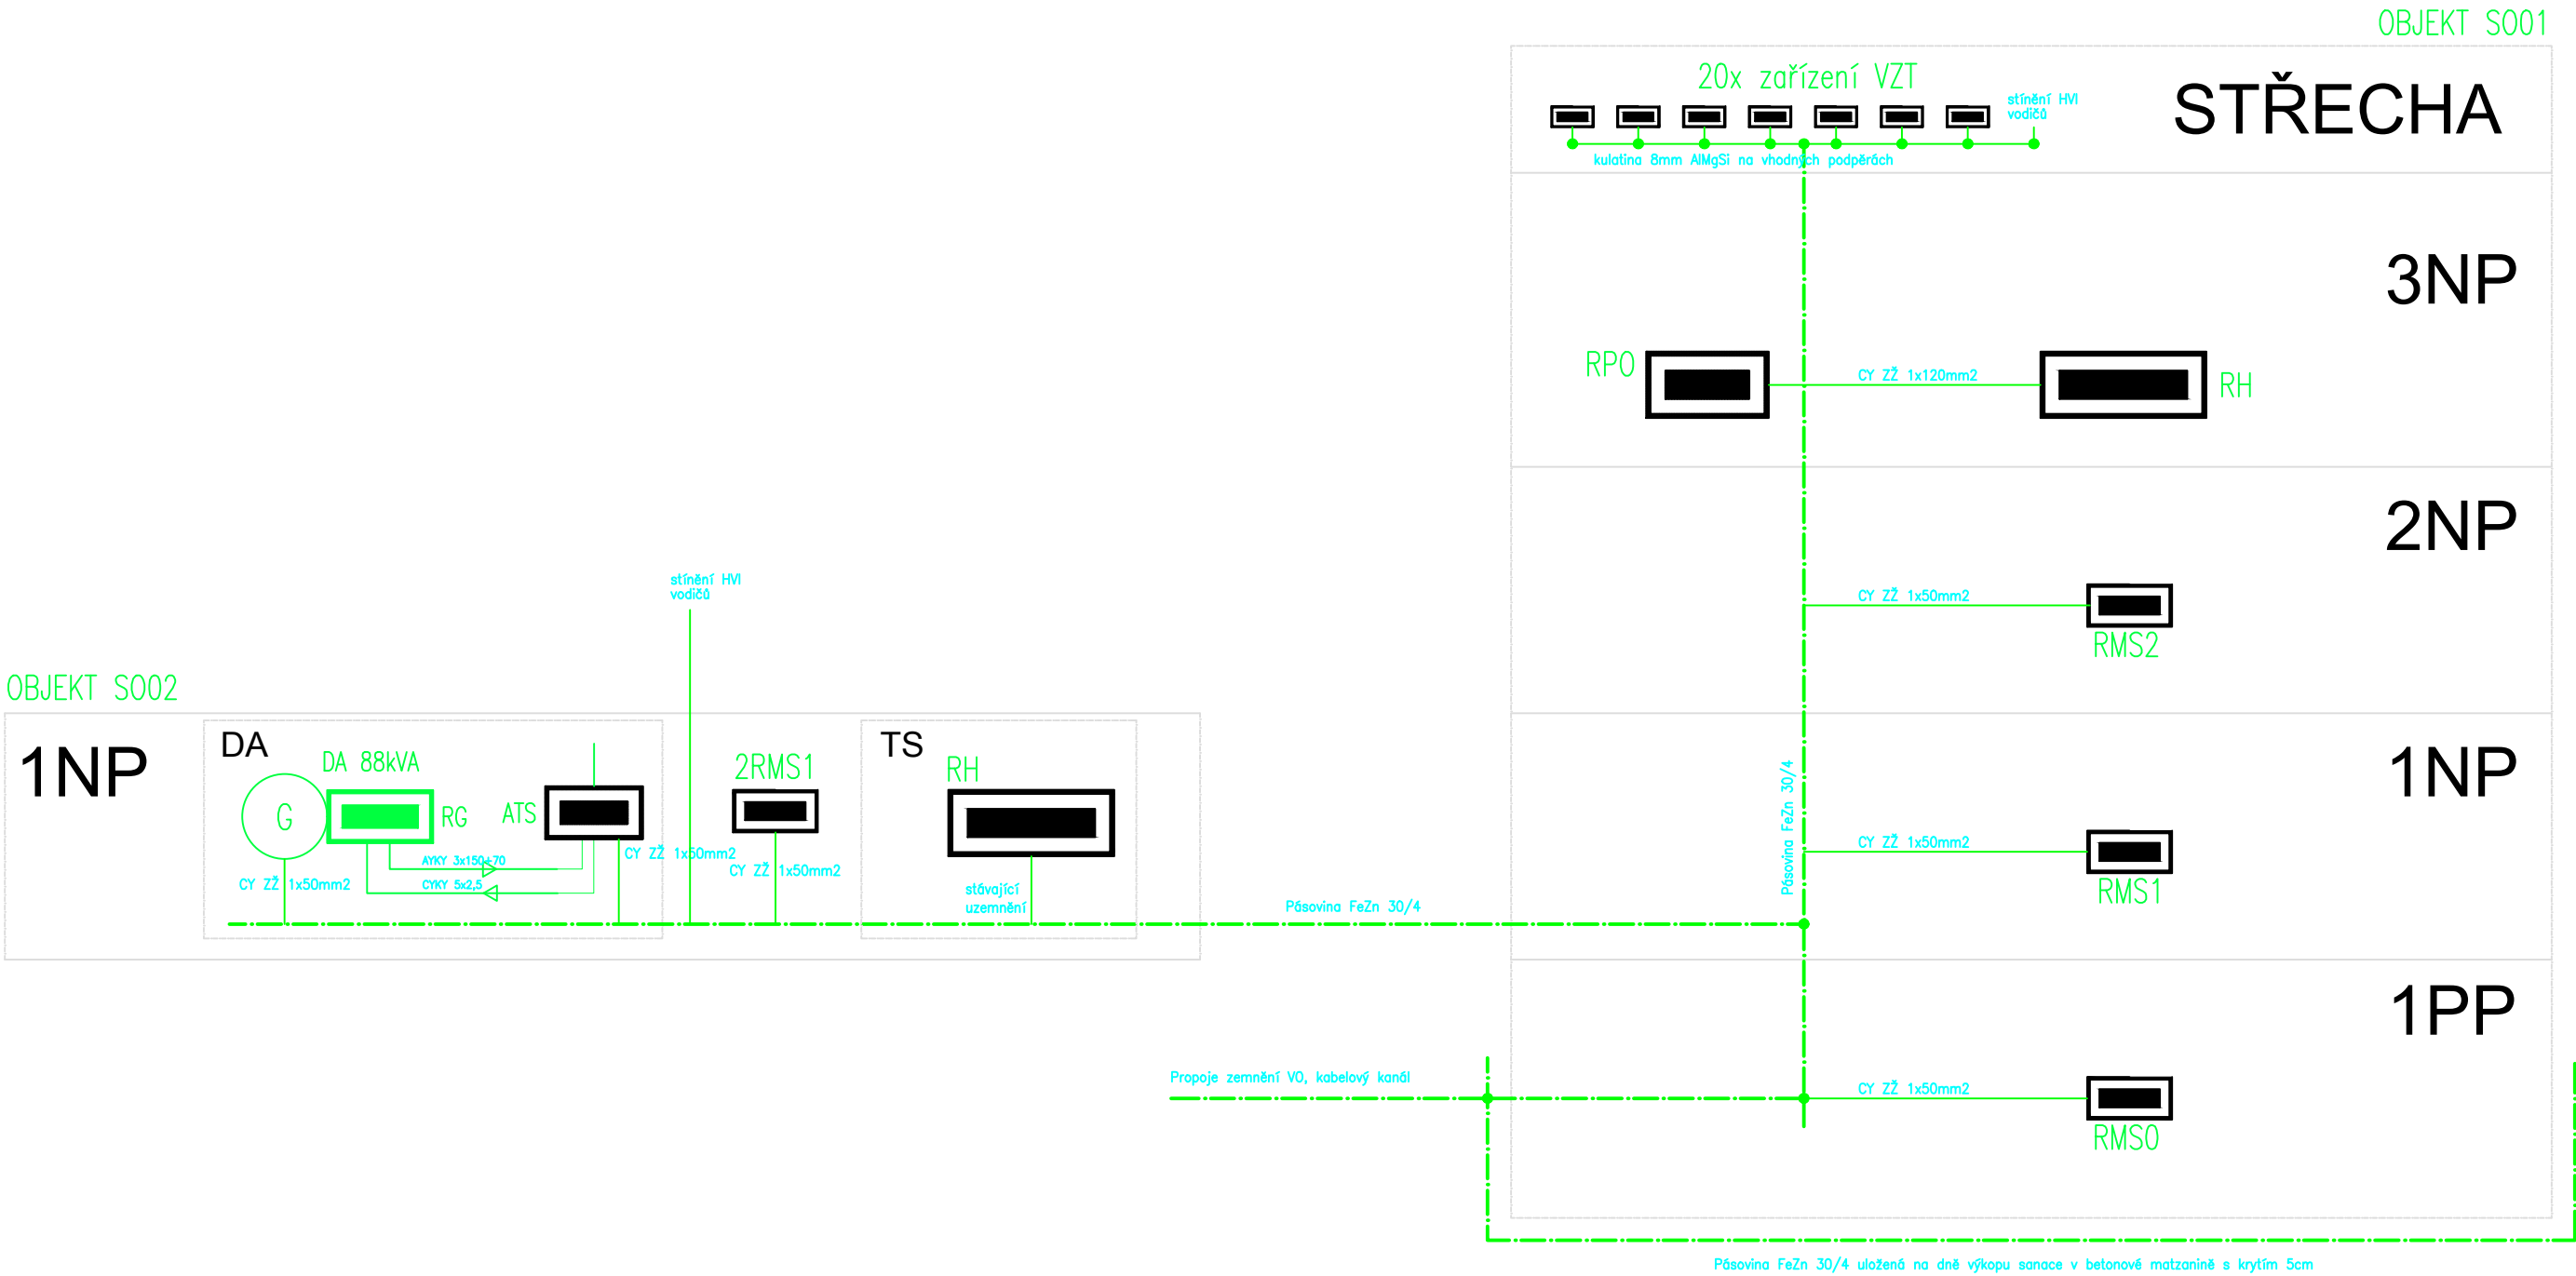 OBJEKT SO01
20x zařízení VZT
stínění HVI
vodičů
STŘECHA
kulatina 8mm AlMgSi na vhodných podpěrách
3NP
RPO
CY ZŽ 1x120mm2
RH
2NP
CY ZŽ 1x50mm2
RMS2
stínění HVI
vodičů
OBJEKT SO02
1NP
DA
DA 88kVA
G
RG
ATS
AYKY 3x150+70
CYKY 5x2,5
CY ZŽ 1x50mm2
CY ZŽ 1x50mm2
2RMS1
CY ZŽ 1x50mm2
TS
RH
stávající
uzemnění
Pásovina FeZn 30/4
Pásovina FeZn 30/4
1NP
CY ZŽ 1x50mm2
RMS1
1PP
Propoje zemnění VO, kabelový kanál
CY ZŽ 1x50mm2
RMS0
Pásovina FeZn 30/4 uložená na dně výkopu sanace v betonové matzanině s krytím 5cm